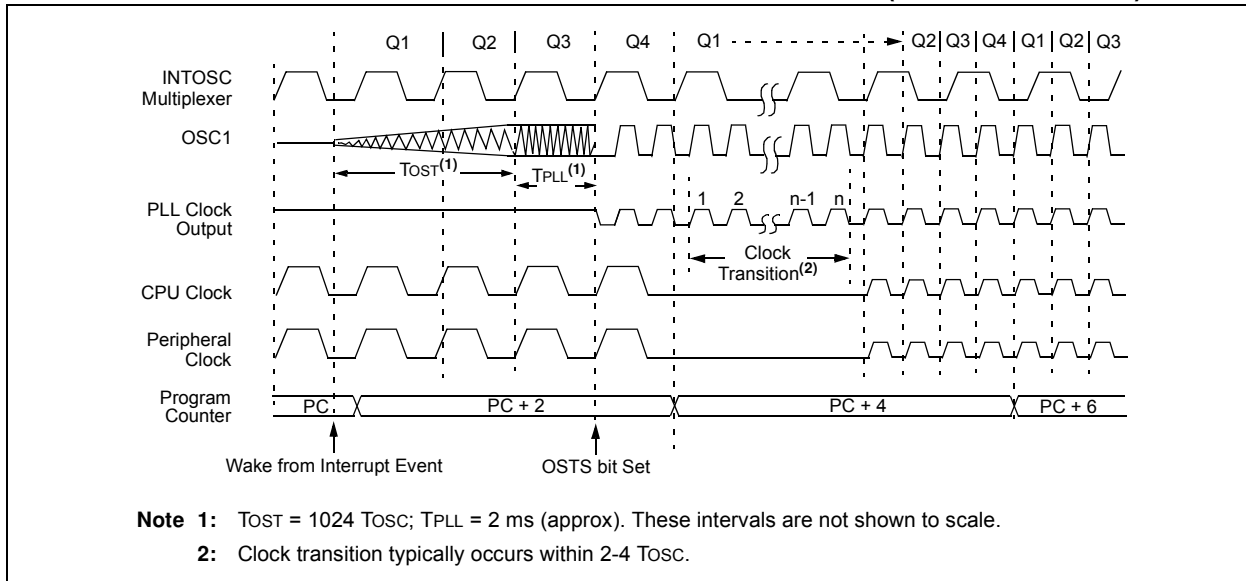 Q1 Q2 Q3 Q4 Q1 Q2 Q3 Q4 Q1 Q2 Q3
INTOSC
Multiplexer
OSC1
TOST(1)
TPLL(1)
1 2 n-1 n
PLL Clock
Output
Clock
Transition(2)
CPU Clock
Peripheral
Clock
Program
Counter
PC PC + 2 PC + 4 PC + 6
Wake from Interrupt Event
OSTS bit Set
Note 1: TOST = 1024 TOSC; TPLL = 2 ms (approx). These intervals are not shown to scale.
2: Clock transition typically occurs within 2-4 TOSC.